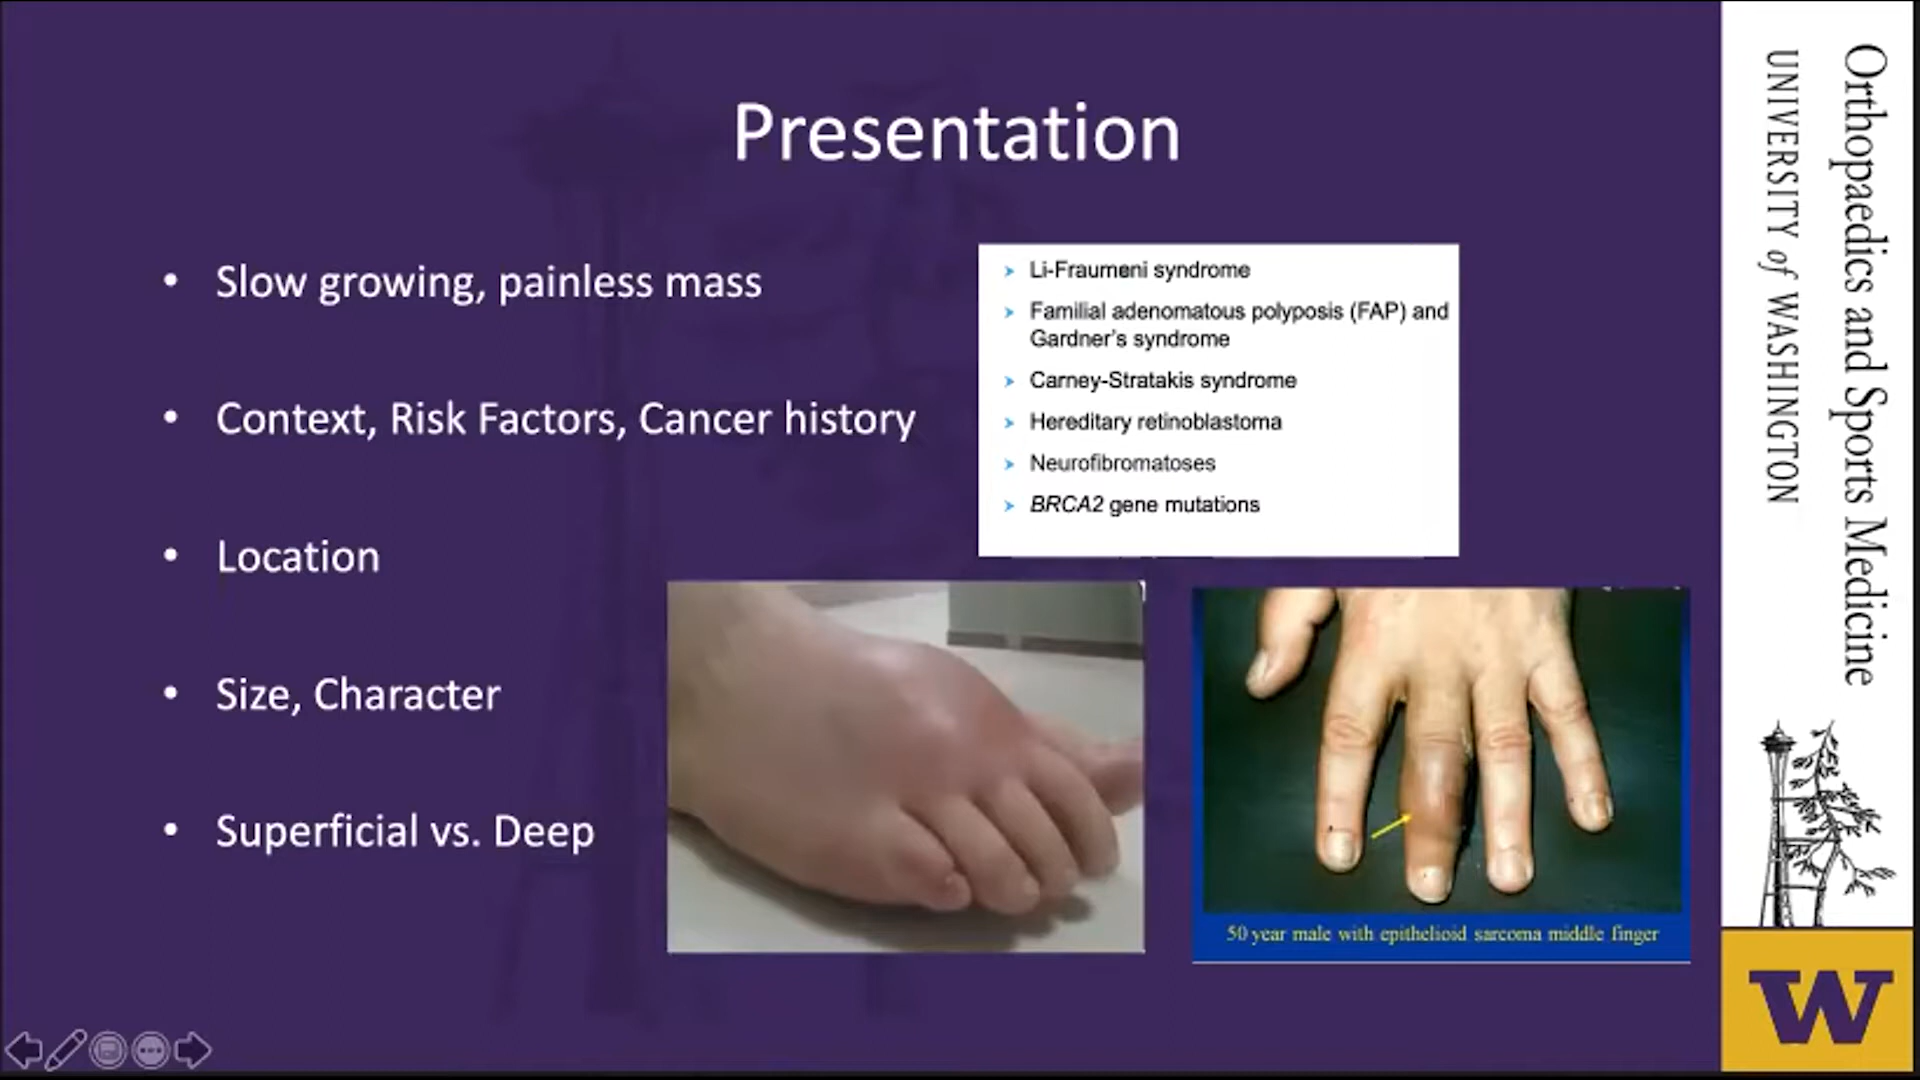 Presentation
• Slow growing, painless mass
• Context, Risk Factors, Cancer history
• Location
• Size, Character
• Superficial vs. Deep
➤ Li-Fraumeni syndrome
➤ Familial adenomatous polyposis (FAP) and
Gardner's syndrome
➤ Carney-Stratakis syndrome
➤ Hereditary retinoblastoma
➤ Neurofibromatoses
➤ BRCA2 gene mutations
50 year male with epithelioid sarcoma middle finger
Orthopaedics and Sports Medicine
UNIVERSITY of WASHINGTON
W